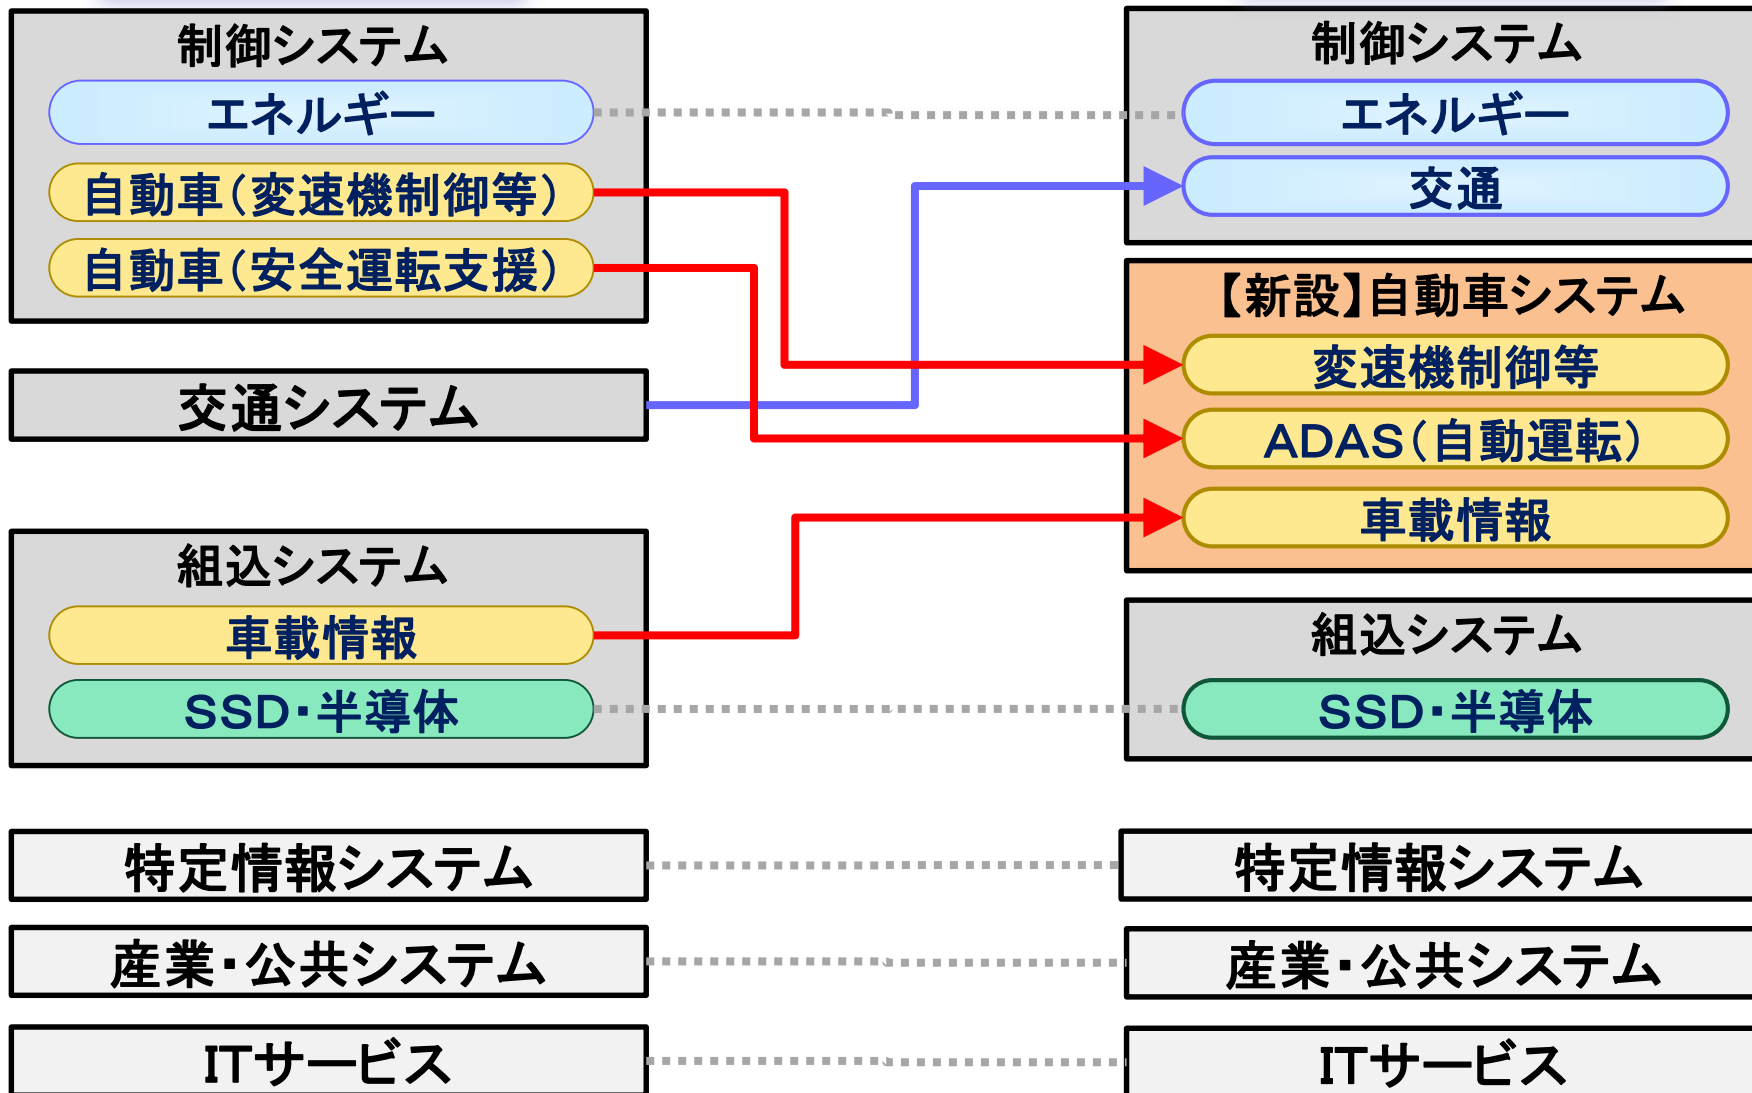 制御システム
エネルギー
自動車(変速機制御等)
自動車(安全運転支援)
交通システム
組込システム
車載情報
SSD・半導体
特定情報システム
産業・公共システム
ITサービス
制御システム
エネルギー
交通
【新設】自動車システム
変速機制御等
ADAS(自動運転)
車載情報
組込システム
SSD・半導体
特定情報システム
産業・公共システム
ITサービス